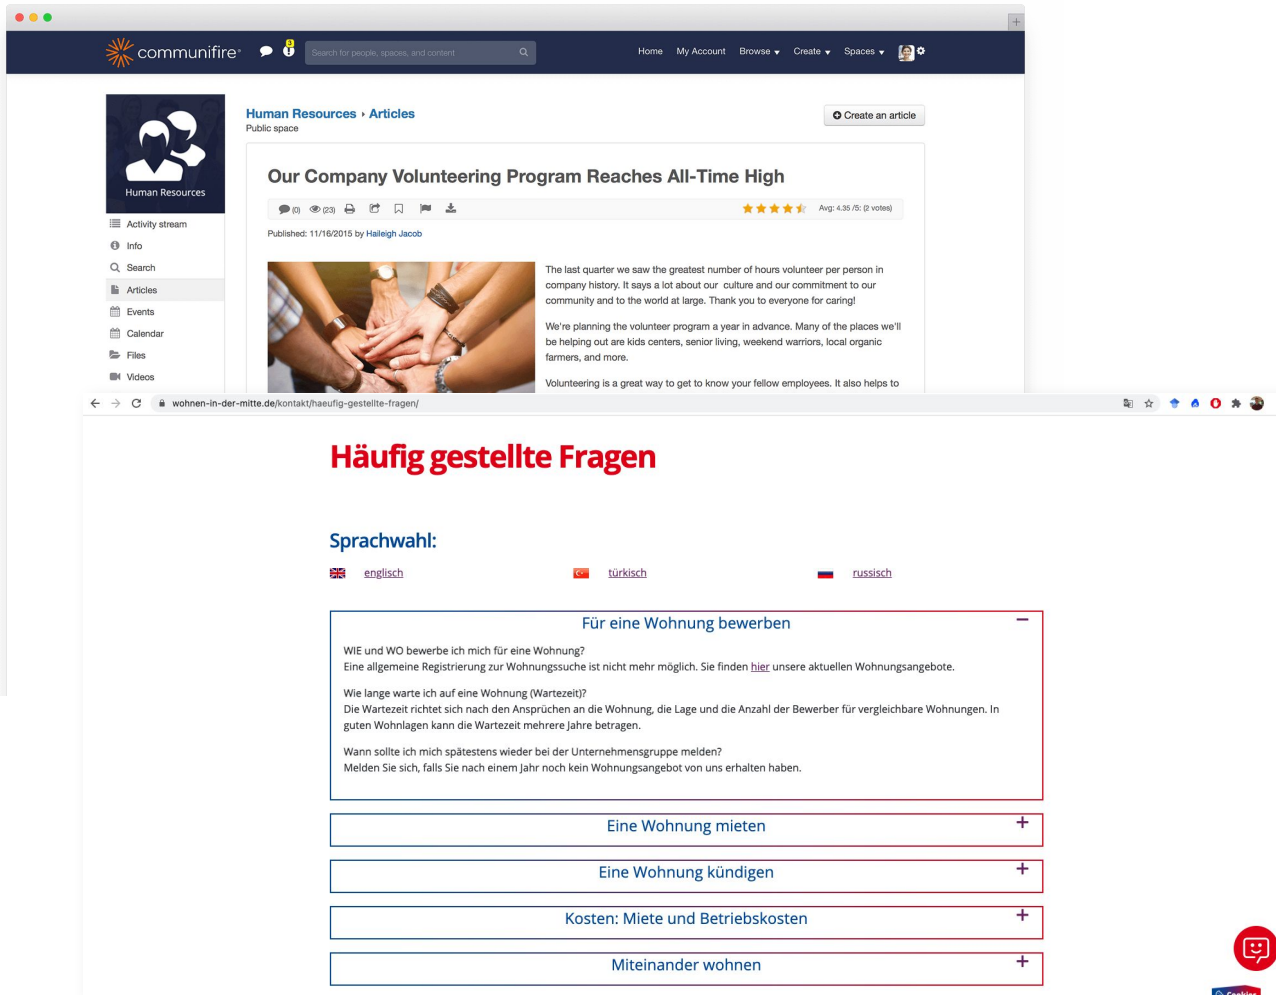 communifire
3
Search for people, spaces, and content
Home My Account Browse Create Spaces
Human Resources
Human Resources › Articles
Public space
Create an article
Our Company Volunteering Program Reaches All-Time High
(0) (23) Avg: 4.35 /5: (2 votes)
Published: 11/16/2015 by Haileigh Jacob
Activity stream
Info
Search
Articles
Events
Calendar
Files
Videos
The last quarter we saw the greatest number of hours volunteer per person in
company history. It says a lot about our culture and our commitment to our
community and to the world at large. Thank you to everyone for caring!
We're planning the volunteer program a year in advance. Many of the places we'll
be helping out are kids centers, senior living, weekend warriors, local organic
farmers, and more.
Volunteering is a great way to get to know your fellow employees. It also helps to
wohnen-in-der-mitte.de/kontakt/haeufig-gestellte-fragen/
Häufig gestellte Fragen
Sprachwahl:
englisch türkisch russisch
Für eine Wohnung bewerben
WIE und WO bewerbe ich mich für eine Wohnung?
Eine allgemeine Registrierung zur Wohnungssuche ist nicht mehr möglich. Sie finden hier unsere aktuellen Wohnungsangebote.
Wie lange warte ich auf eine Wohnung (Wartezeit)?
Die Wartezeit richtet sich nach den Ansprüchen an die Wohnung, die Lage und die Anzahl der Bewerber für vergleichbare Wohnungen. In
guten Wohnlagen kann die Wartezeit mehrere Jahre betragen.
Wann sollte ich mich spätestens wieder bei der Unternehmensgruppe melden?
Melden Sie sich, falls Sie nach einem Jahr noch kein Wohnungsangebot von uns erhalten haben.
Eine Wohnung mieten
Eine Wohnung kündigen
Kosten: Miete und Betriebskosten
Miteinander wohnen
Cookies